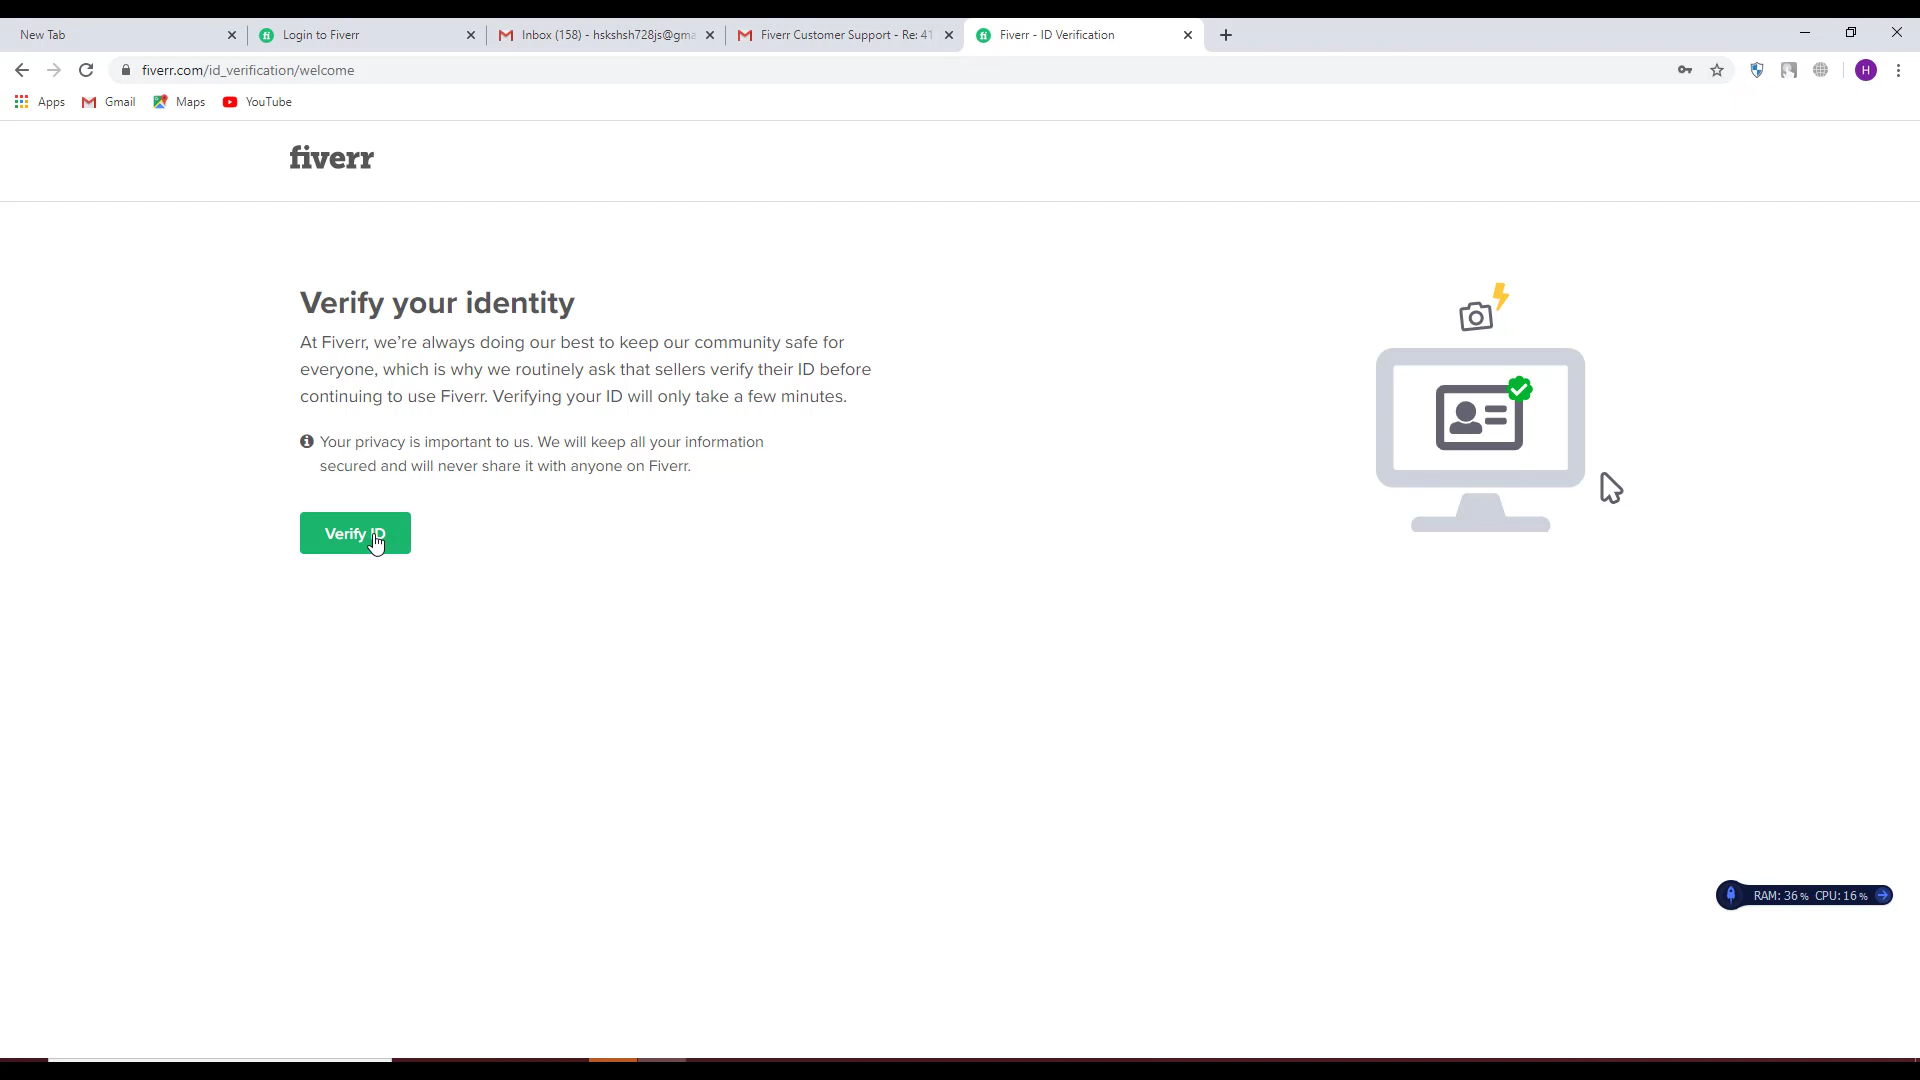 New Tab
Login to Fiverr
Inbox (158) - hskshsh728js@gma
Fiverr Customer Support - Re: 41
Fiverr - ID Verification
fiverr.com/id_verification/welcome
H
Apps
Gmail
Maps
YouTube
fiverr
Verify your identity
At Fiverr, we’re always doing our best to keep our community safe for
everyone, which is why we routinely ask that sellers verify their ID before
continuing to use Fiverr. Verifying your ID will only take a few minutes.
Your privacy is important to us. We will keep all your information
secured and will never share it with anyone on Fiverr.
Verify ID
RAM: 36% CPU: 16%